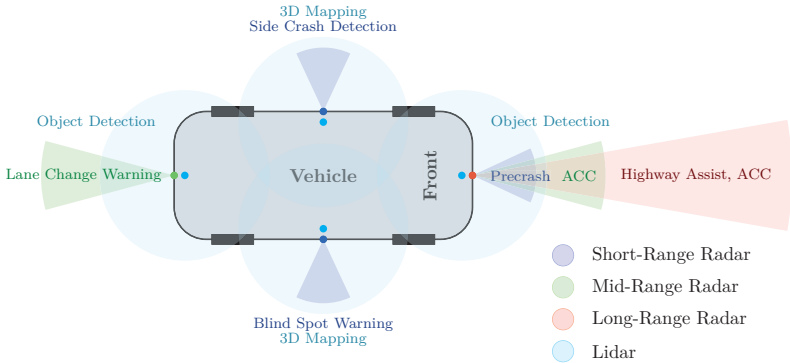 3D Mapping
Side Crash Detection
Object Detection
Object Detection
Lane Change Warning
Vehicle
Front
Precrash
ACC
Highway Assist, ACC
Blind Spot Warning
3D Mapping
Short-Range Radar
Mid-Range Radar
Long-Range Radar
Lidar